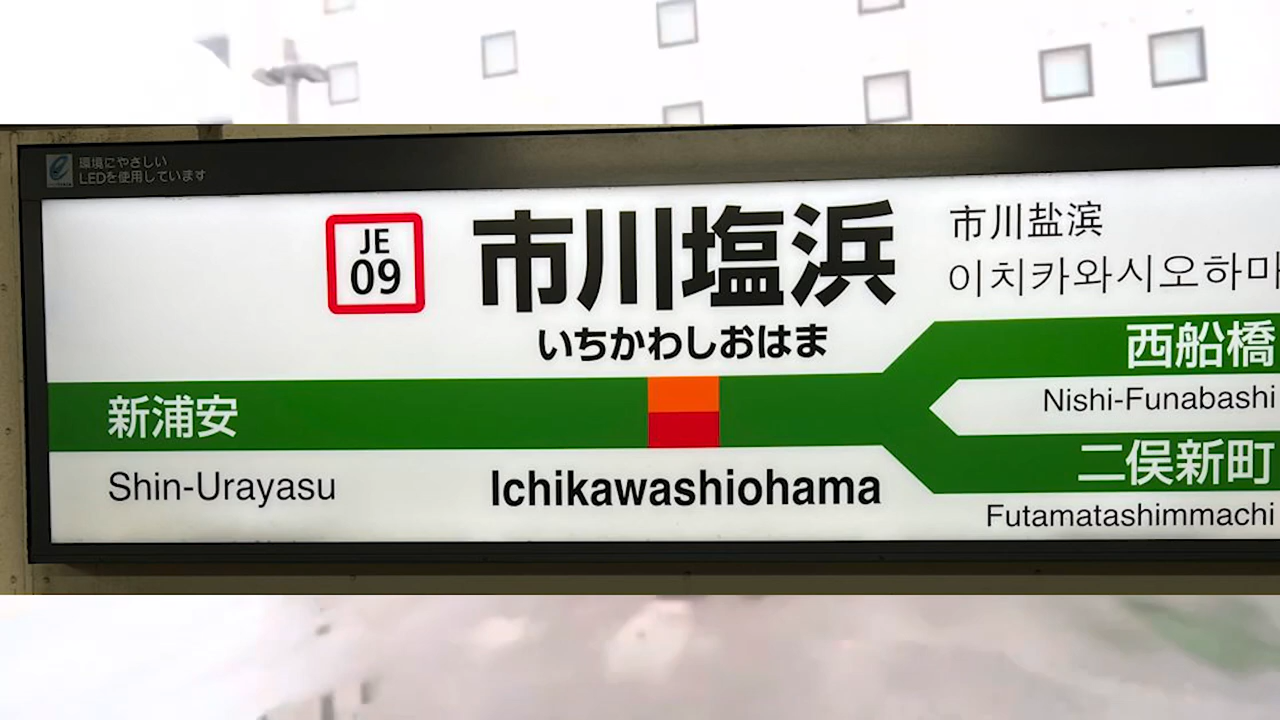 環境にやさしい
LEDを使用しています
JE
09
市川塩浜
いちかわしおはま
市川盐滨
이치카와시오하마
新浦安
Shin-Urayasu
Ichikawashiohama
西船橋
Nishi-Funabashi
二俣新町
Futamatashimmachi